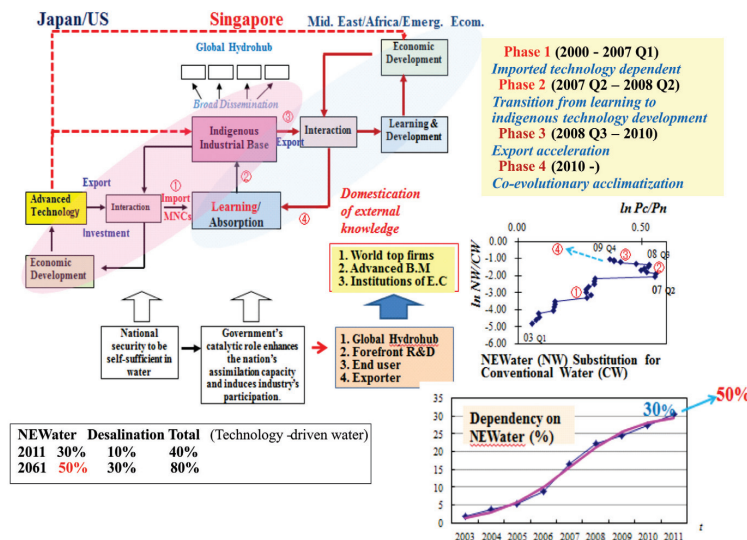 Japan/US
Singapore
Mid. East/Africa/Emerg. Ecom.
Global Hydrohub
Broad Dissemination
Advanced
Technology
Export
Investment
Interaction
Economic
Development
①
Import
MNCs
Indigenous
Industrial Base
②
Learning/
Absorption
③
Export
Interaction
Economic
Development
Learning &
Development
④
Domestication
of external
knowledge
1. World top firms
2. Advanced B.M
3. Institutions of E.C
National
security to be
self-sufficient in
water
Government's
catalytic role enhances
the nation's
assimilation capacity
and induces industry's
participation.
1. Global Hydrohub
2. Forefront R&D
3. End user
4. Exporter
Phase 1 (2000 - 2007 Q1)
Imported technology dependent
Phase 2 (2007 Q2 – 2008 Q2)
Transition from learning to
indigenous technology development
Phase 3 (2008 Q3 – 2010)
Export acceleration
Phase 4 (2010 -)
Co-evolutionary acclimatization
ln Pc/Pn
0.00 0.50
ln NW/CW
0.00
-1.00
-2.00
-3.00
-4.00
-5.00
-6.00
④
09 Q4
③
08 Q3
②
07 Q2
①
03 Q1
NEWater (NW) Substitution for
Conventional Water (CW)
NEWater Desalination Total (Technology -driven water)
2011 30% 10% 40%
2061 50% 30% 80%
Dependency on
NEWater (%)
30%
50%
35
30
25
20
15
10
5
0
2003 2004 2005 2006 2007 2008 2009 2010 2011
t